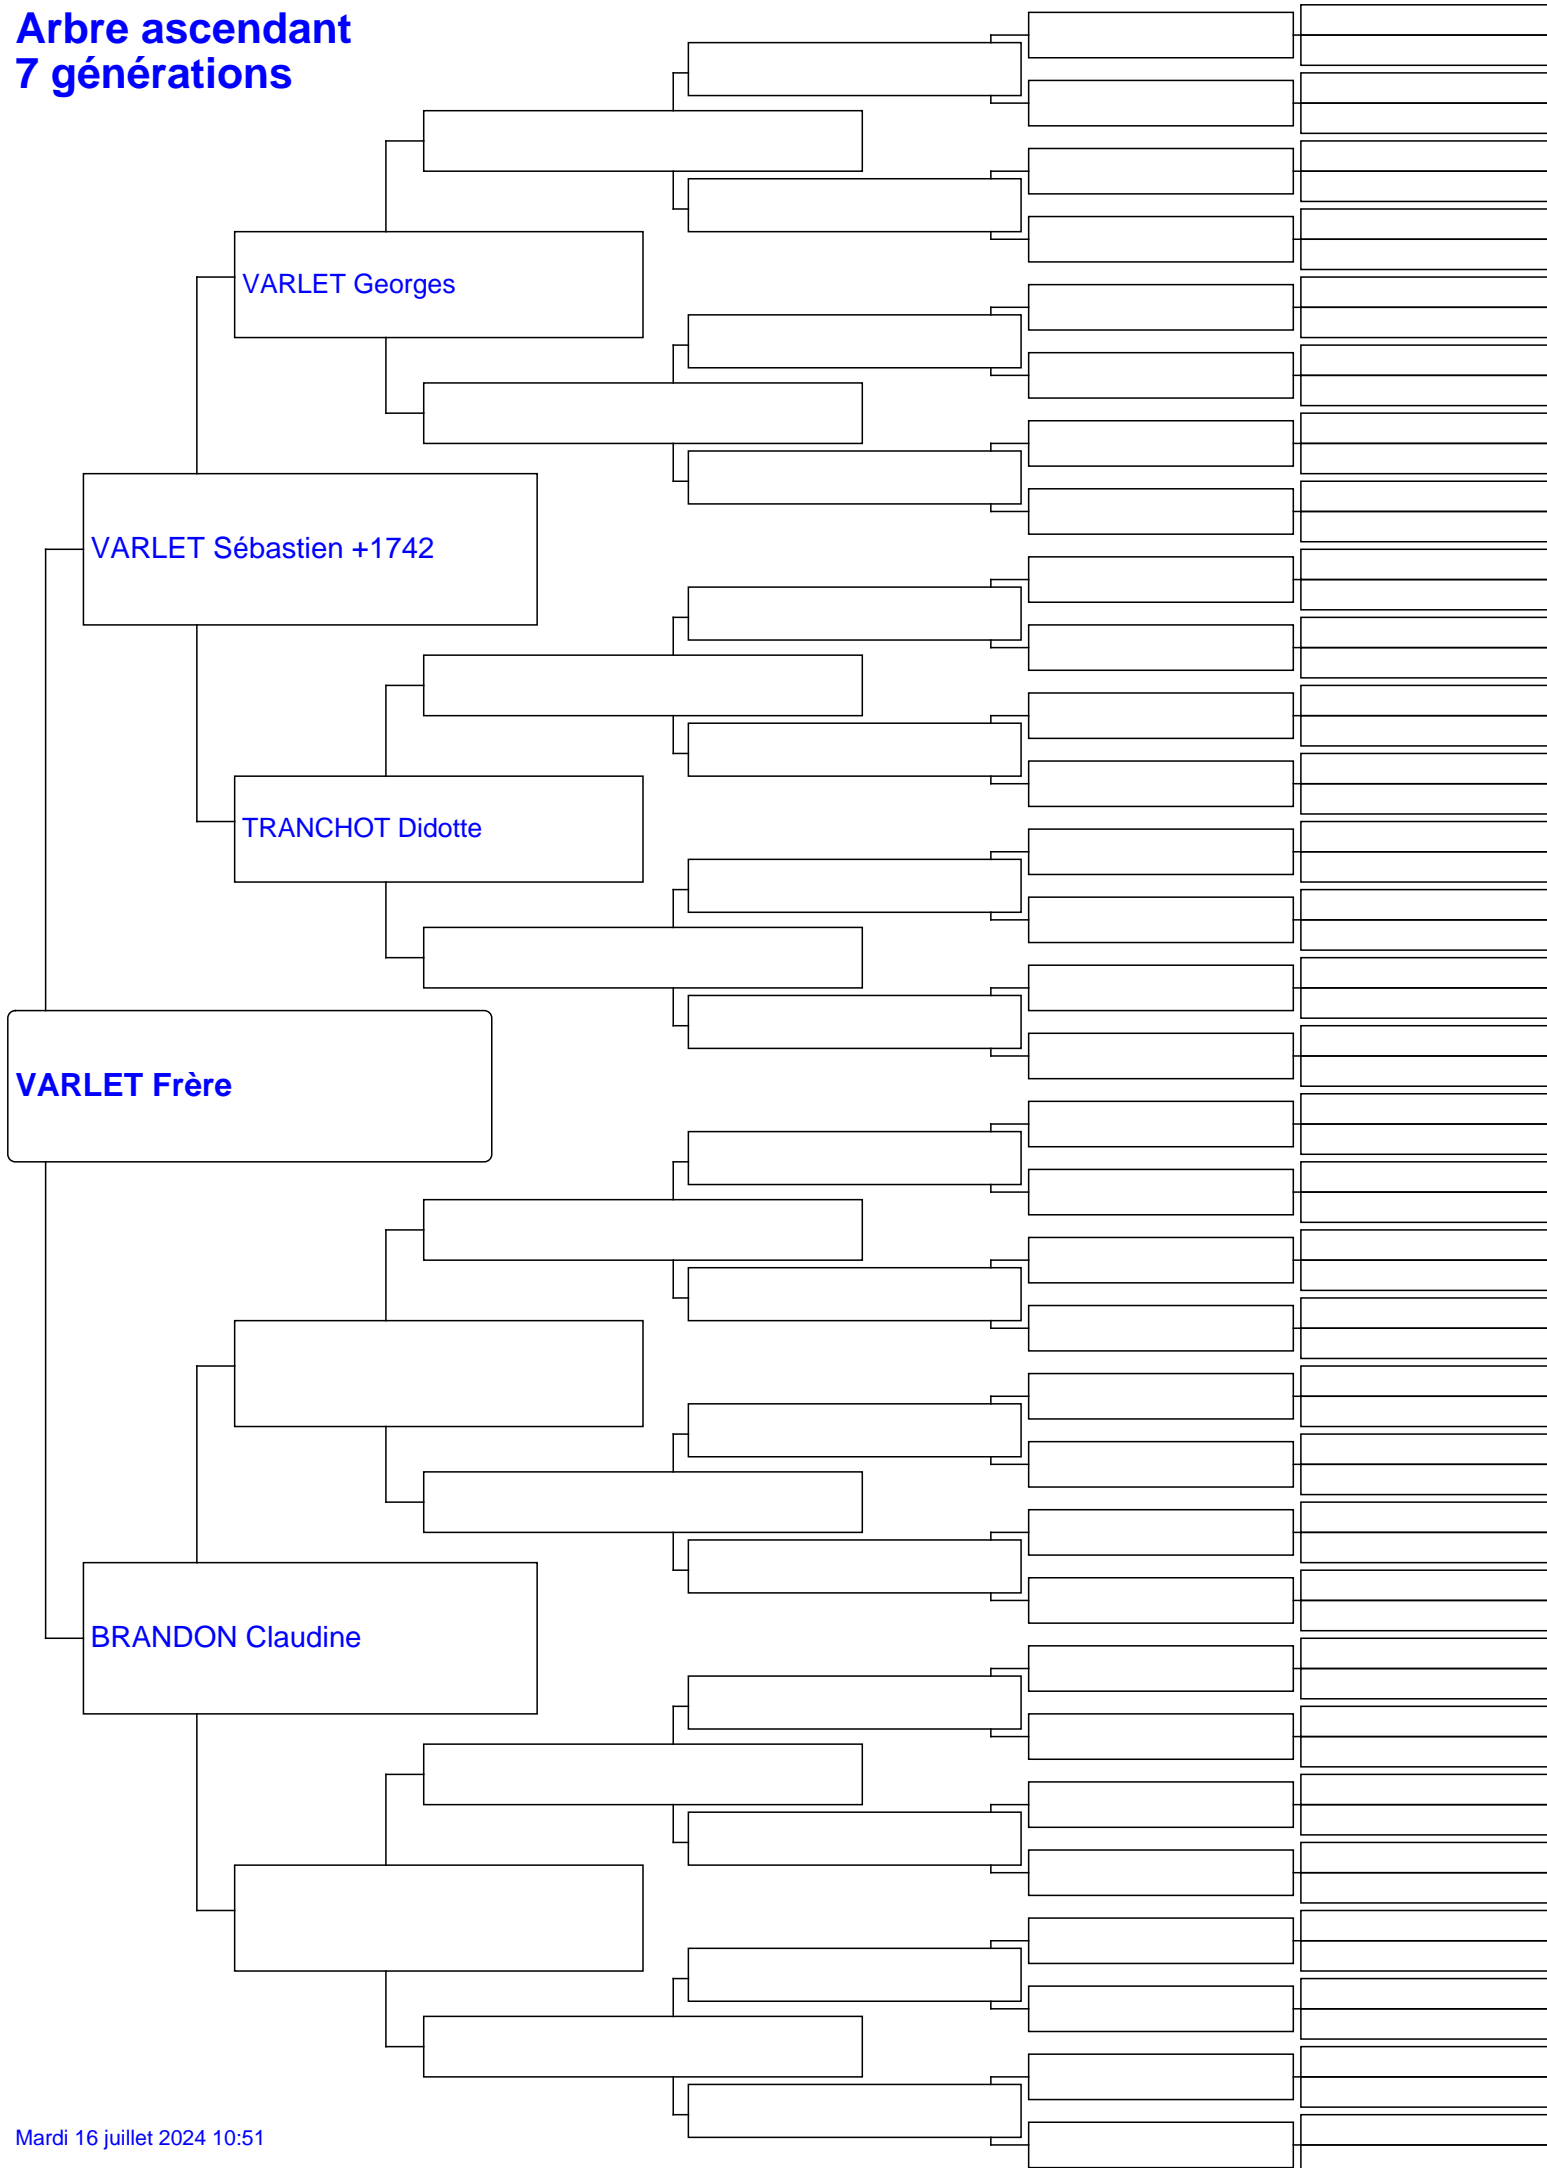 Arbre ascendant
7 générations
VARLET Georges
VARLET Sébastien +1742
TRANCHOT Didotte
VARLET Frère
BRANDON Claudine
Mardi 16 juillet 2024 10:51